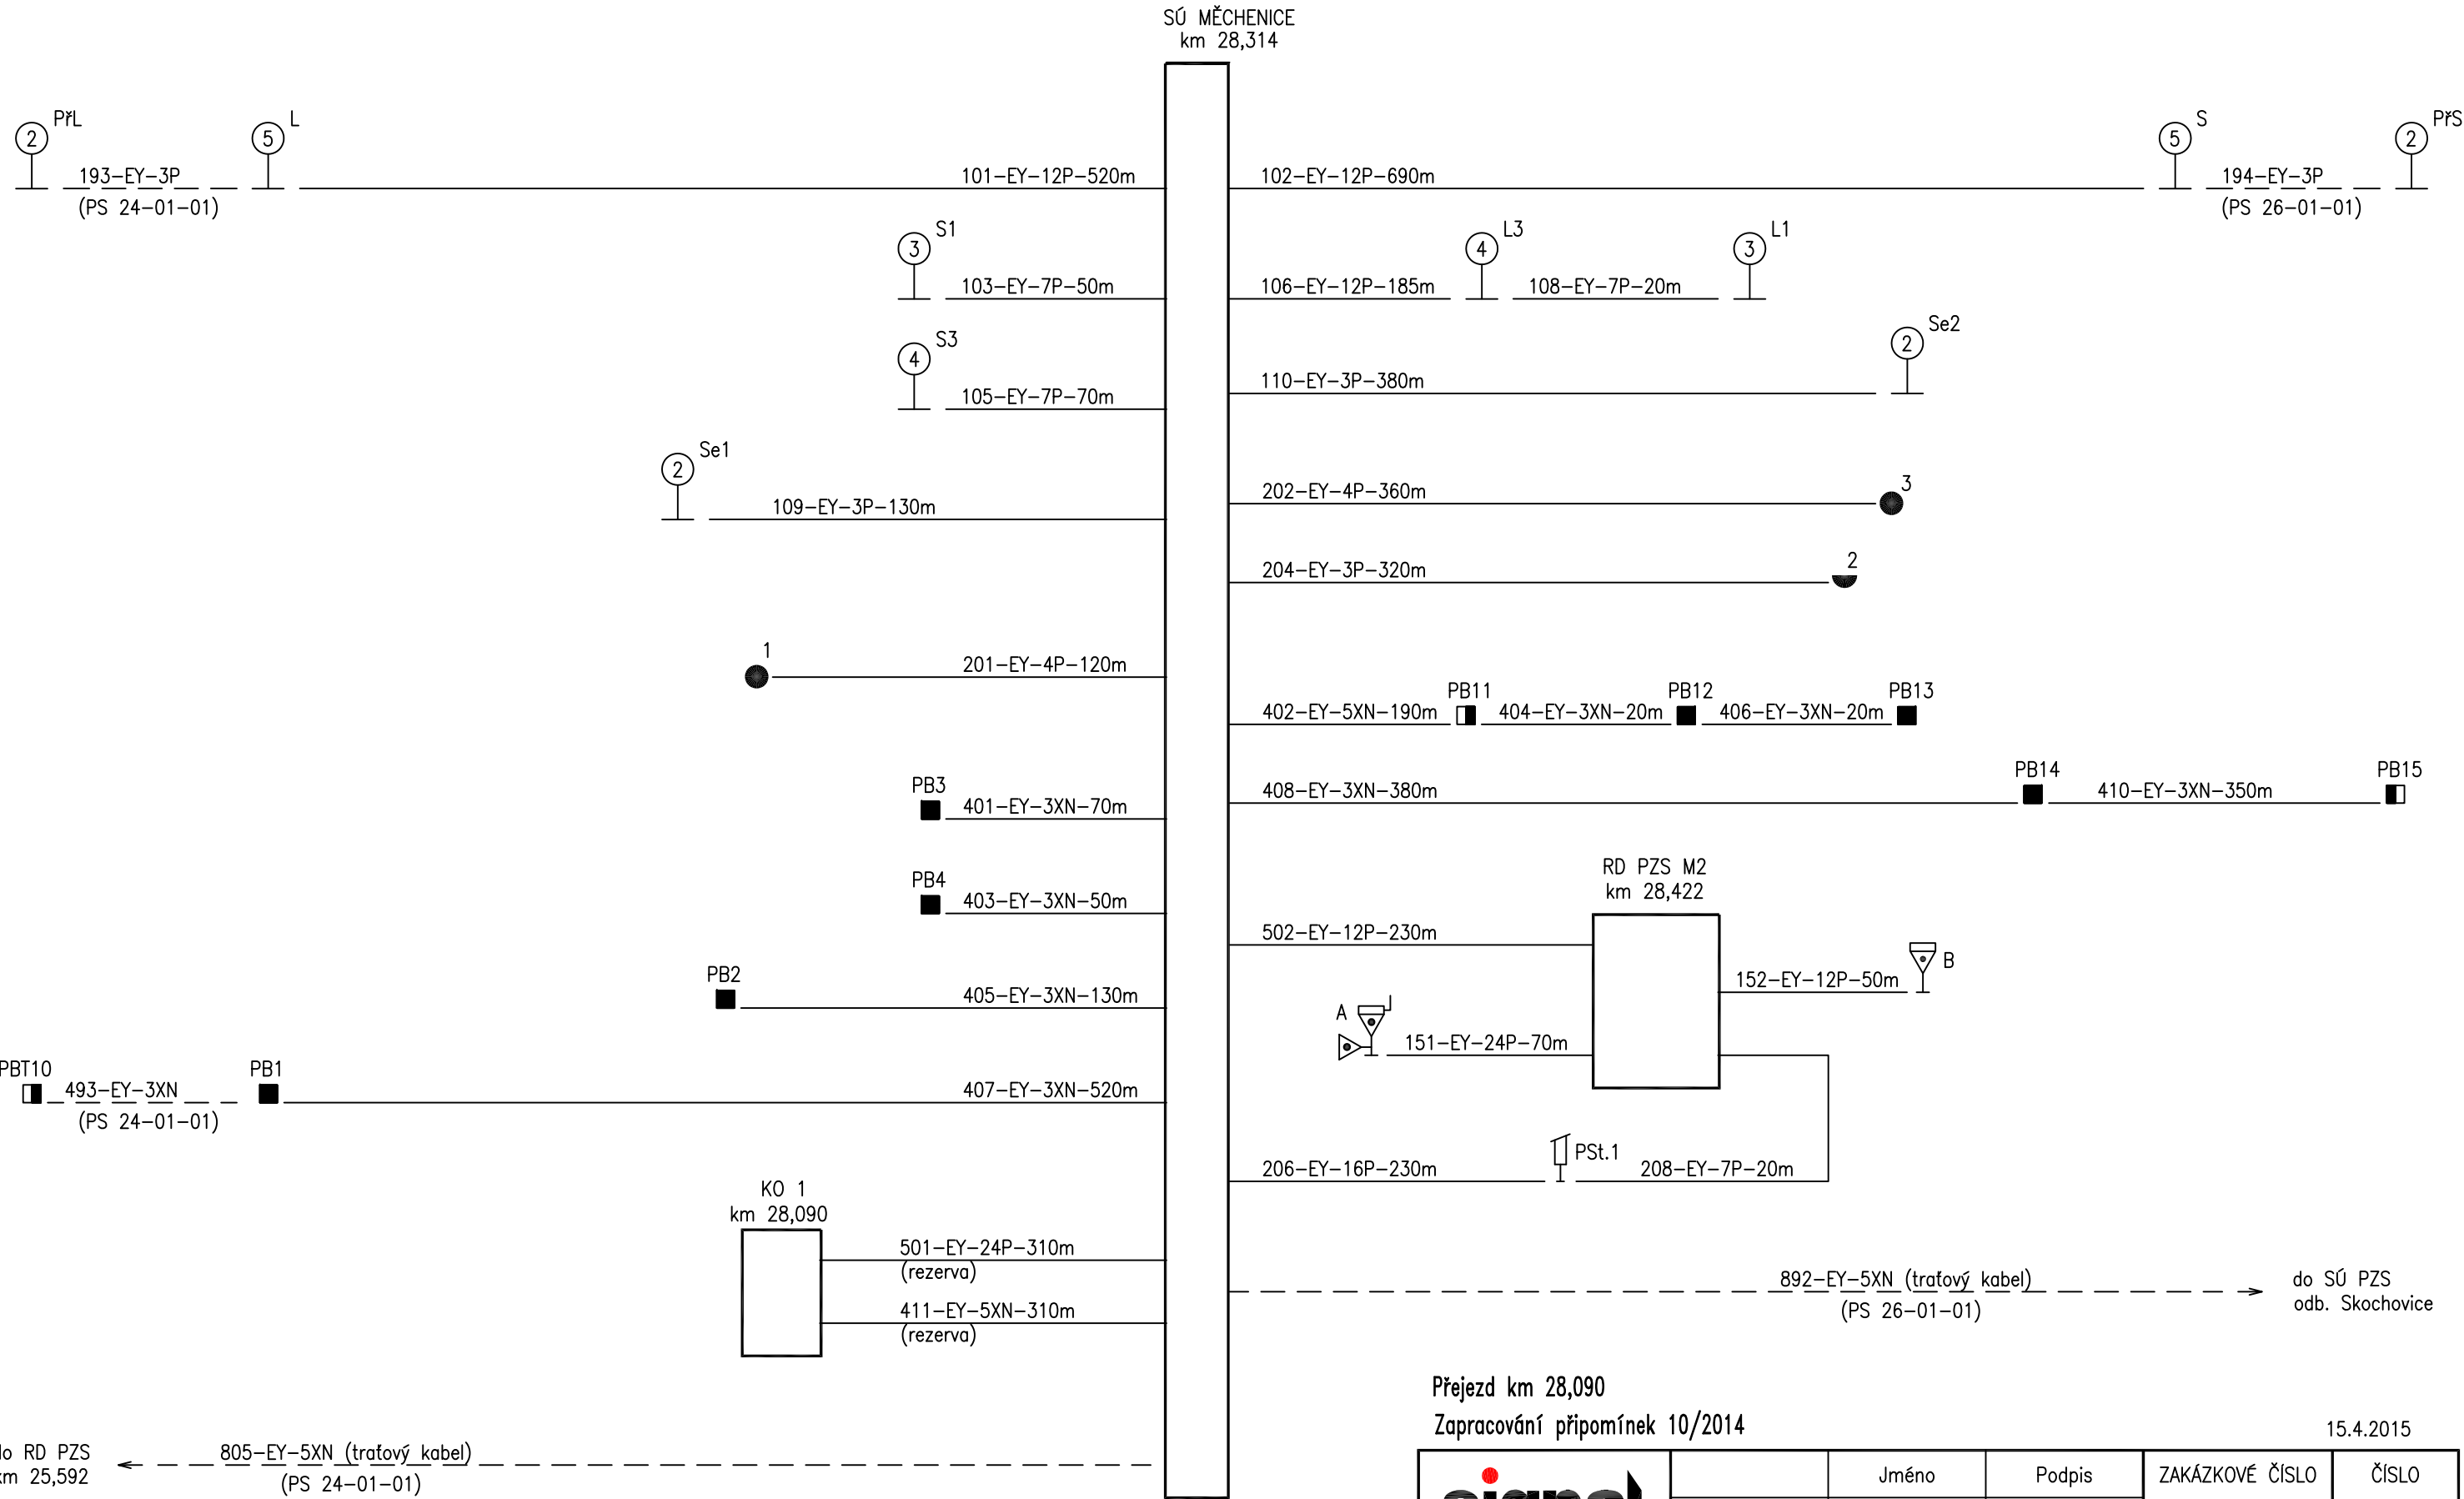 SÚ MĚCHENICE
km 28,314
2 PřL
5 L
193-EY-3P
(PS 24-01-01)
101-EY-12P-520m
102-EY-12P-690m
5 S
2 PřS
194-EY-3P
(PS 26-01-01)
3 S1
103-EY-7P-50m
106-EY-12P-185m
4 L3
108-EY-7P-20m
3 L1
4 S3
105-EY-7P-70m
110-EY-3P-380m
2 Se2
2 Se1
109-EY-3P-130m
202-EY-4P-360m
3
204-EY-3P-320m
2
1
201-EY-4P-120m
402-EY-5XN-190m
PB11
404-EY-3XN-20m
PB12
406-EY-3XN-20m
PB13
PB3
401-EY-3XN-70m
408-EY-3XN-380m
PB14
410-EY-3XN-350m
PB15
PB4
403-EY-3XN-50m
RD PZS M2
km 28,422
502-EY-12P-230m
152-EY-12P-50m
B
PB2
405-EY-3XN-130m
A
151-EY-24P-70m
PBT10
493-EY-3XN
(PS 24-01-01)
PB1
407-EY-3XN-520m
206-EY-16P-230m
PSt.1
208-EY-7P-20m
KO 1
km 28,090
501-EY-24P-310m
(rezerva)
411-EY-5XN-310m
(rezerva)
892-EY-5XN (traťový kabel)
(PS 26-01-01)
do SÚ PZS
odb. Skochovice
Přejezd km 28,090
Zapracování připomínek 10/2014
15.4.2015
do RD PZS
km 25,592
805-EY-5XN (traťový kabel)
(PS 24-01-01)
signal
Jméno
Podpis
ZAKÁZKOVÉ ČÍSLO
ČÍSLO